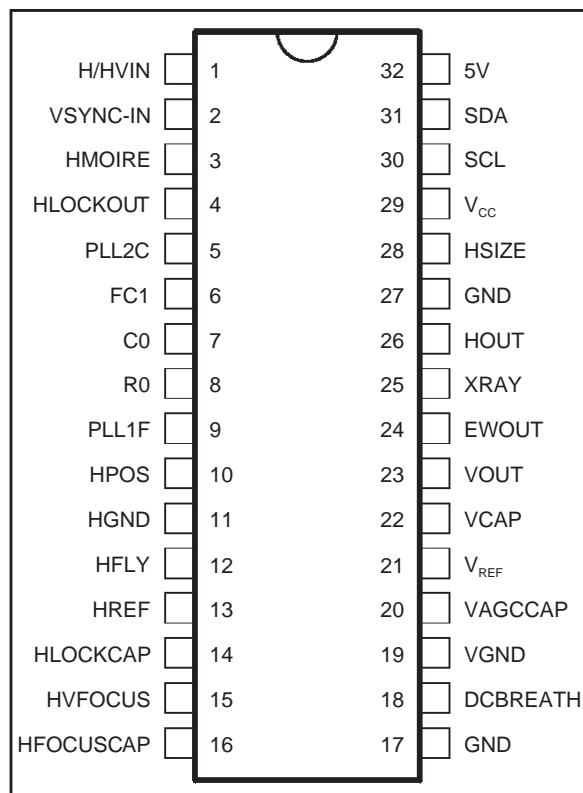 H/HVIN 1 32 5V
VSYNC-IN 2 31 SDA
HMOIRE 3 30 SCL
HLOCKOUT 4 29 VCC
PLL2C 5 28 HSIZE
FC1 6 27 GND
C0 7 26 HOUT
R0 8 25 XRAY
PLL1F 9 24 EWOUT
HPOS 10 23 VOUT
HGND 11 22 VCAP
HFLY 12 21 VREF
HREF 13 20 VAGCCAP
HLOCKCAP 14 19 VGND
HVFOCUS 15 18 DCBREATH
HFOCUSCAP 16 17 GND